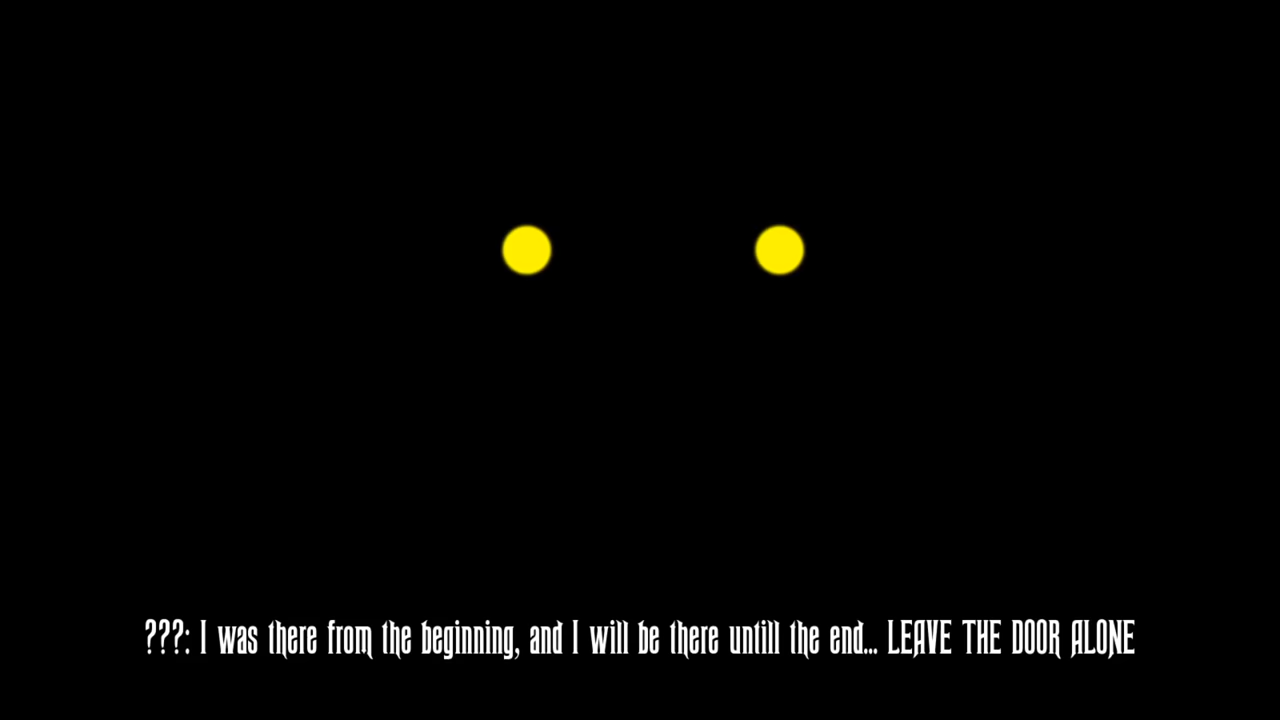 ???: I was there from the beginning, and I will be there untill the end... LEAVE THE DOOR ALONE